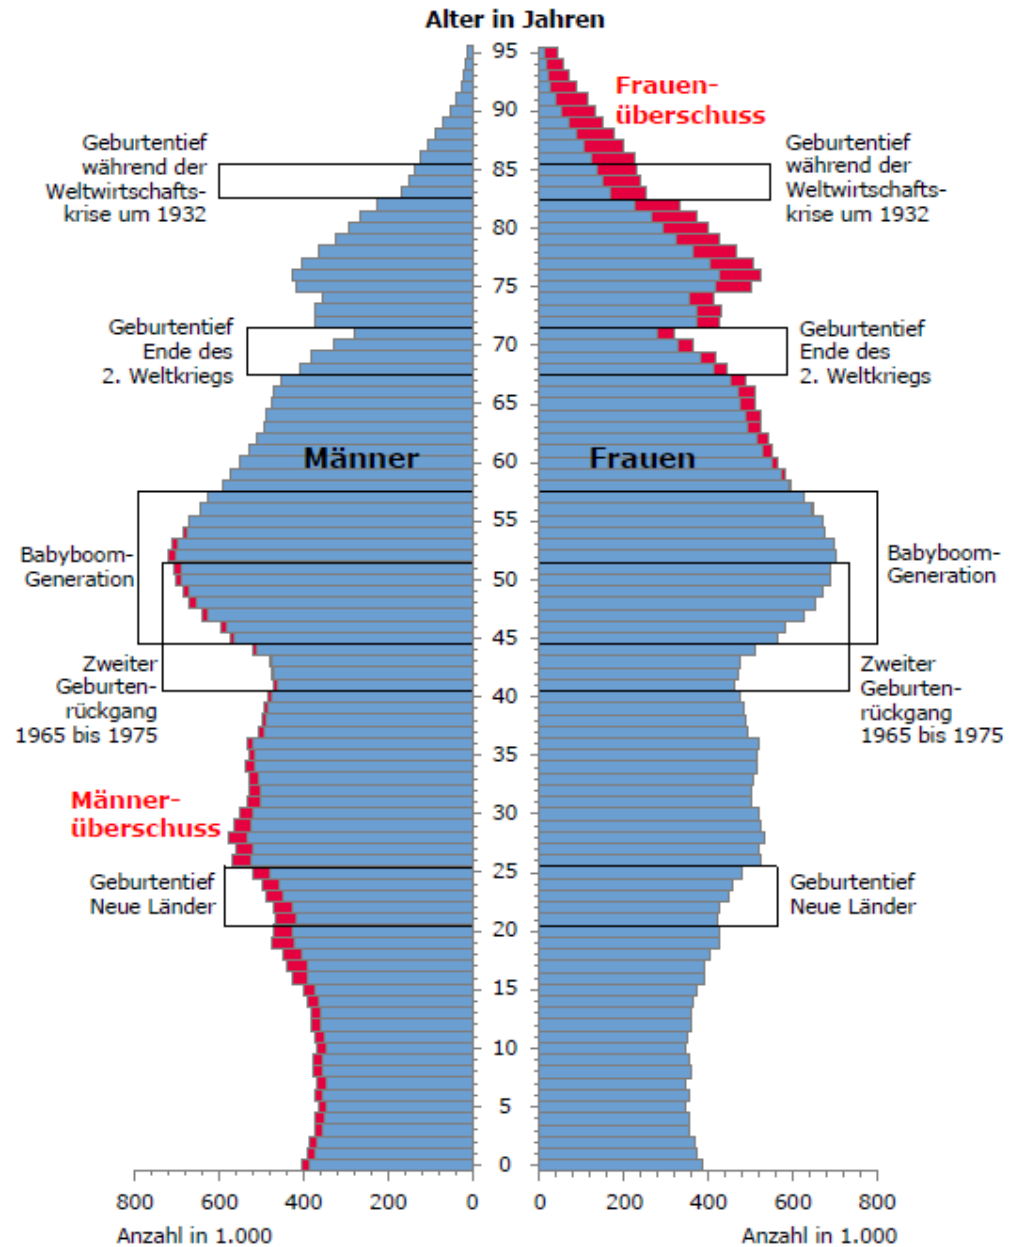 Alter in Jahren
95
90
85
80
75
70
65
60
55
50
45
40
35
30
25
20
15
10
5
0
Geburtentief
während der
Weltwirtschafts-
krise um 1932
Geburtentief
Ende des
2. Weltkriegs
Männer
Babyboom-
Generation
Zweiter
Geburten-
rückgang
1965 bis 1975
Männer-
überschuss
Geburtentief
Neue Länder
Frauen-
überschuss
Geburtentief
während der
Weltwirtschafts-
krise um 1932
Geburtentief
Ende des
2. Weltkriegs
Frauen
Babyboom-
Generation
Zweiter
Geburten-
rückgang
1965 bis 1975
Geburtentief
Neue Länder
800 600 400 200 0
0 200 400 600 800
Anzahl in 1.000
Anzahl in 1.000